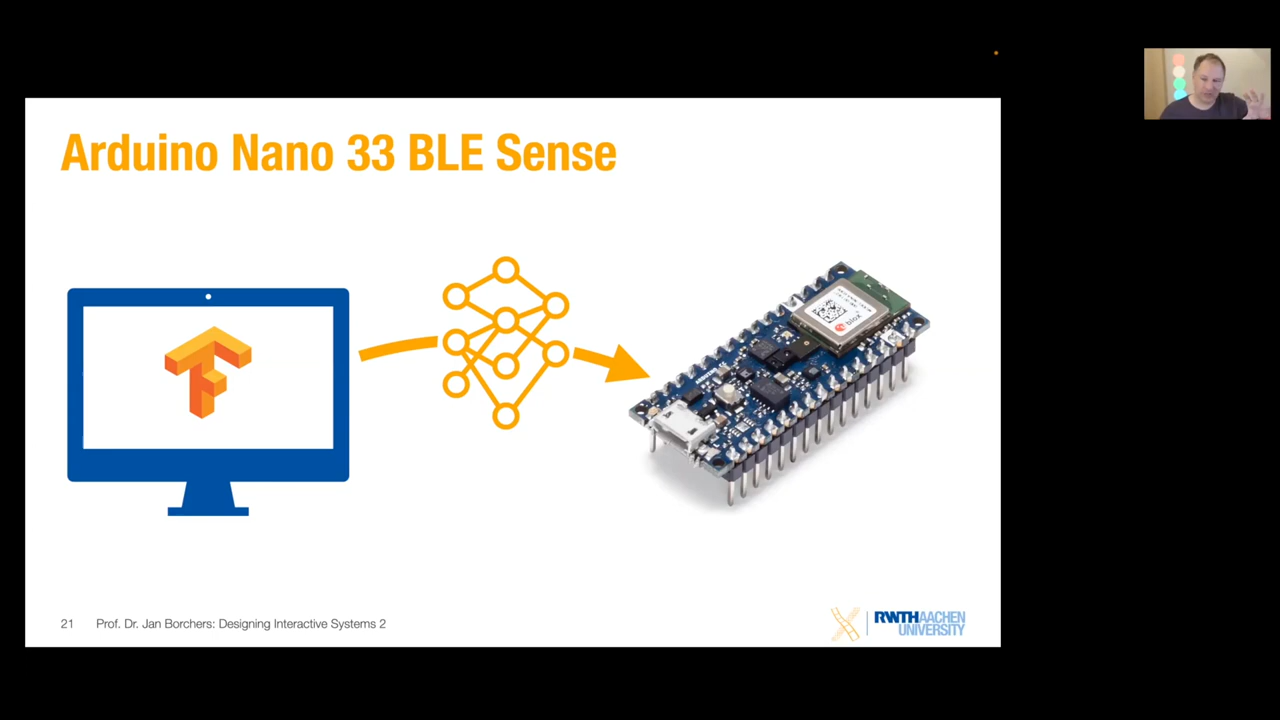 Arduino Nano 33 BLE Sense
21 Prof. Dr. Jan Borchers: Designing Interactive Systems 2
RWTHAACHEN
UNIVERSITY